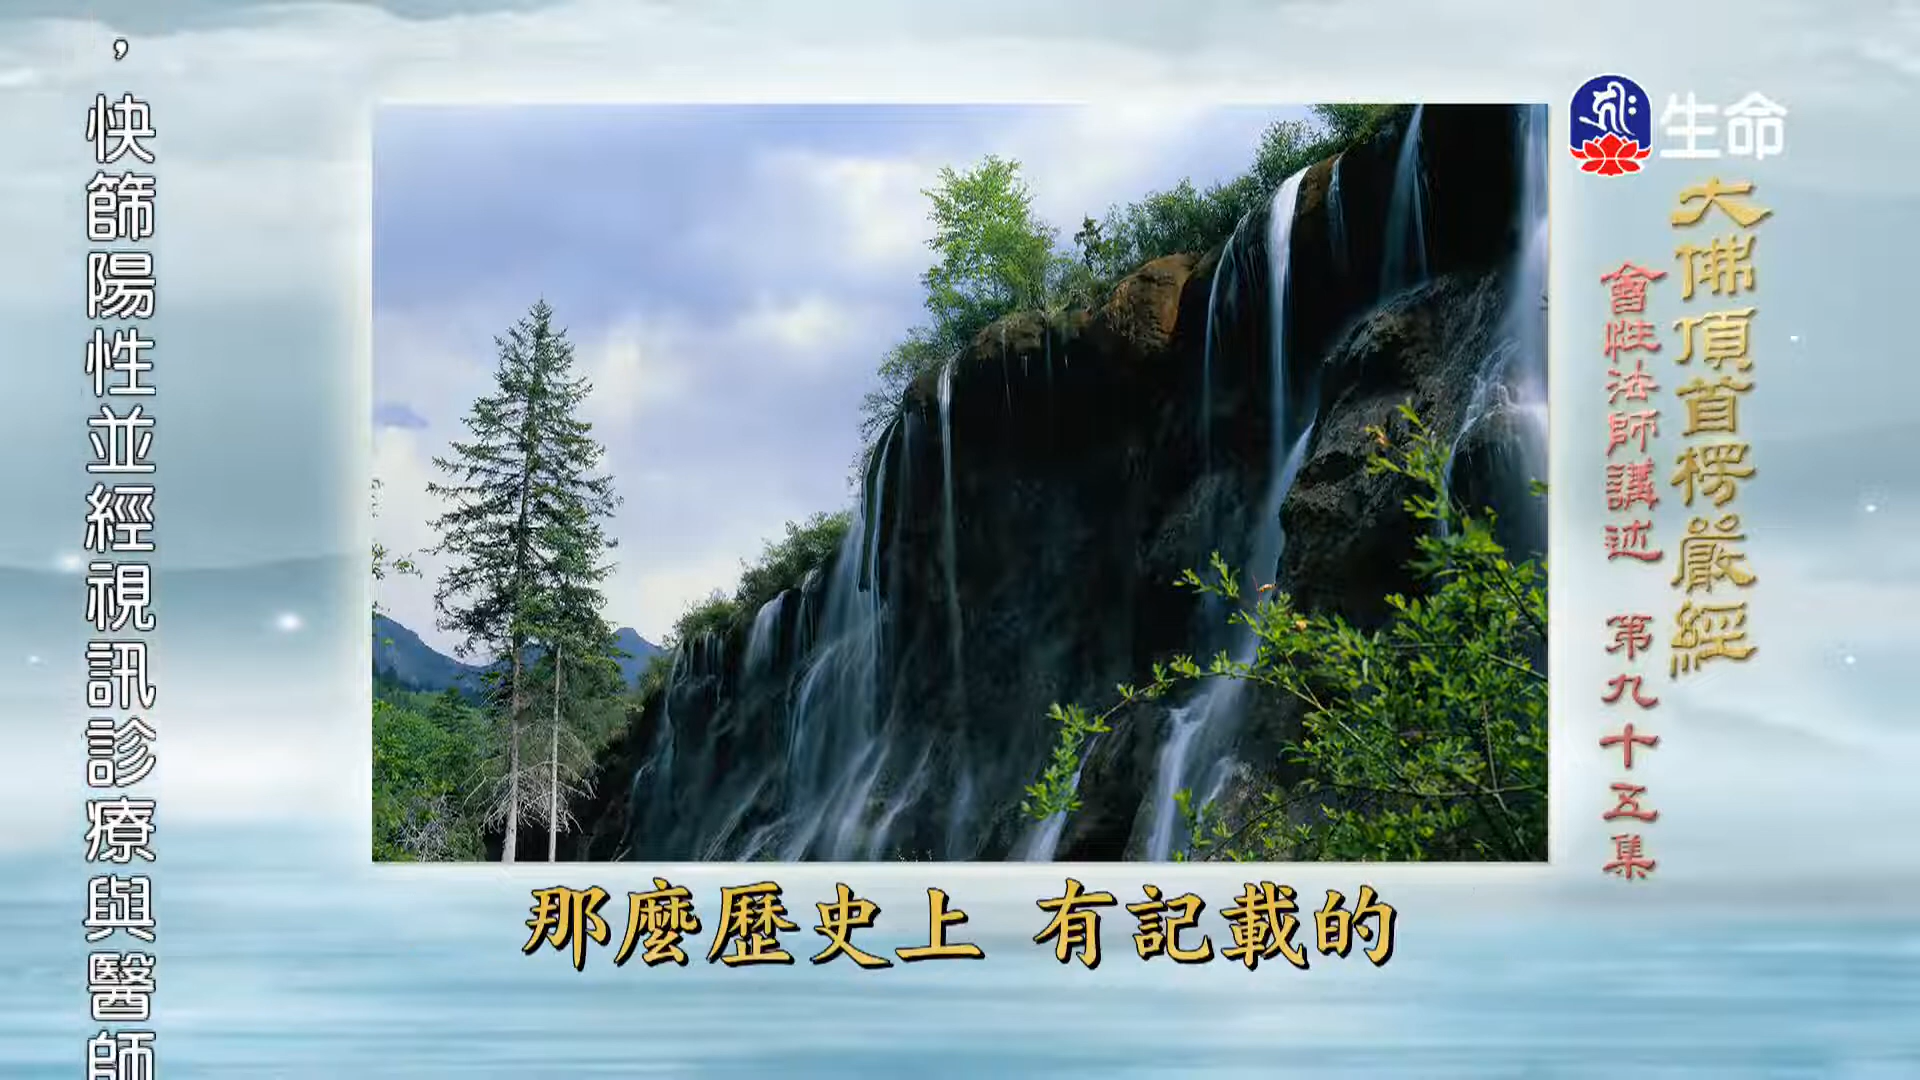 ，快篩陽性並經視訊診療與醫師
生命
大佛頂首楞嚴經
會性法師講述 第九十五集
那麼歷史上 有記載的